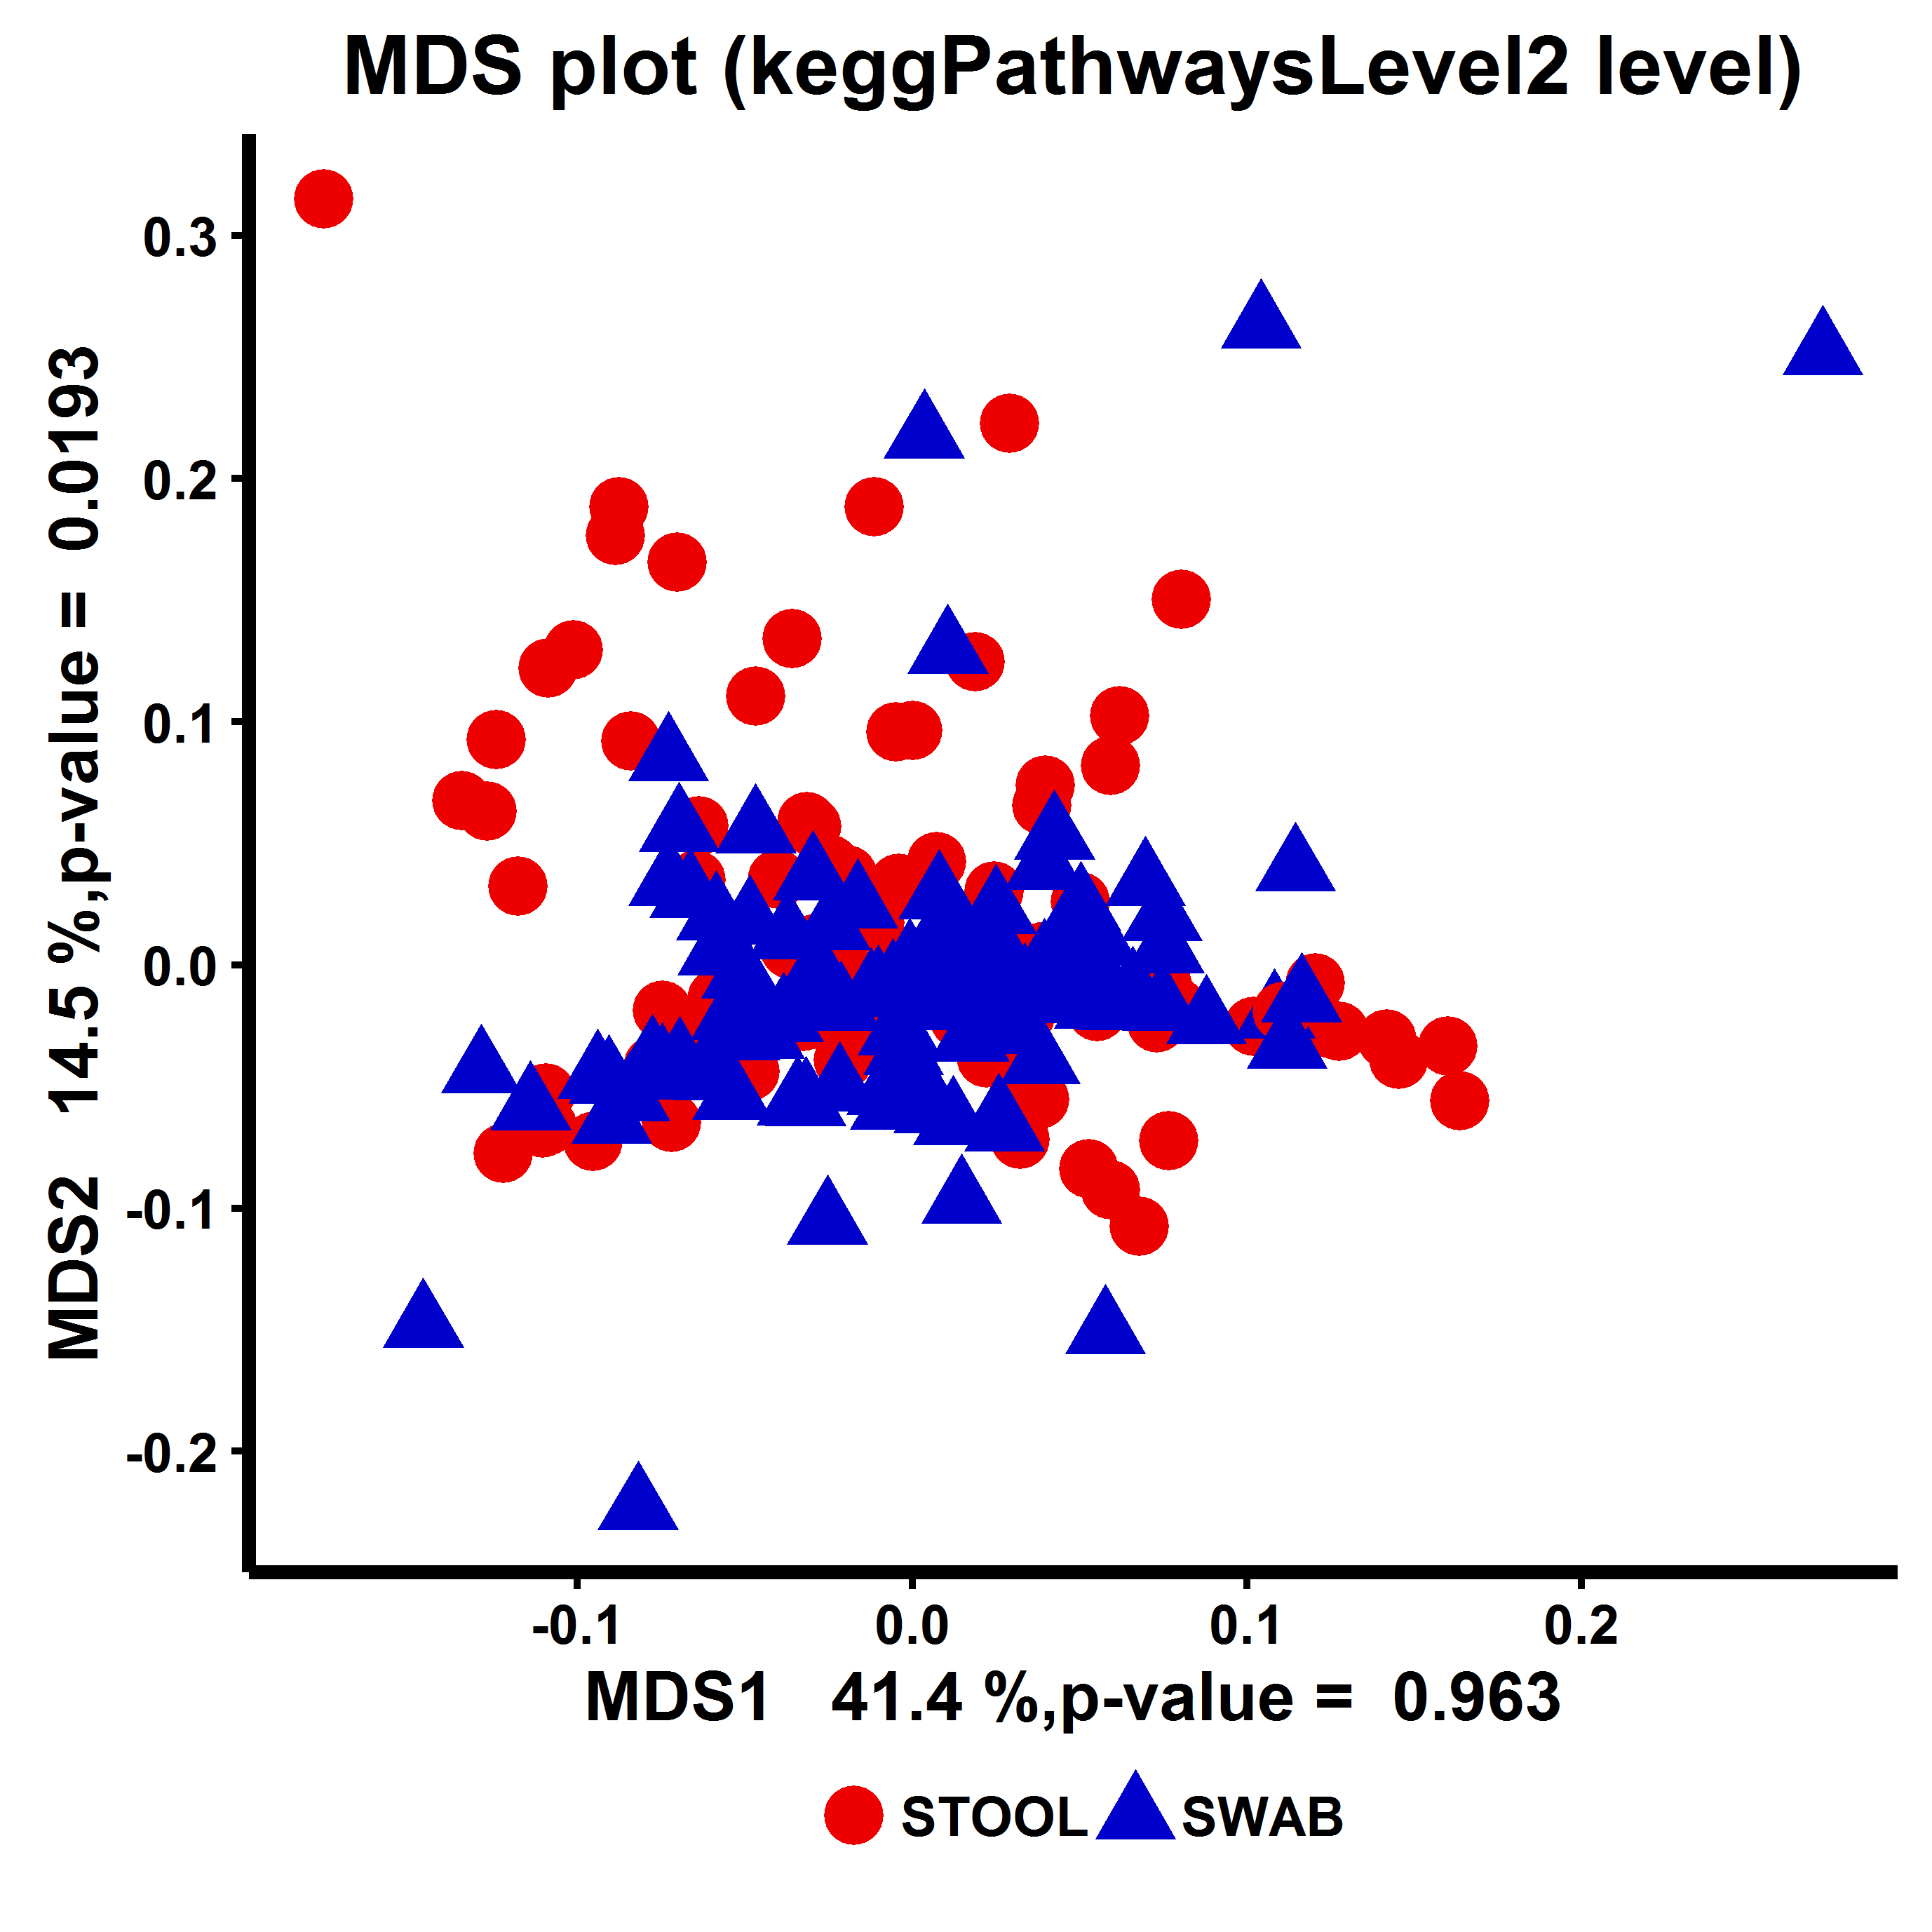 MDS plot (keggPathwaysLevel2 level)
MDS2 14.5 %,p-value = 0.0193
0.3
0.2
0.1
0.0
-0.1
-0.2
-0.1 0.0 0.1 0.2
MDS1 41.4 %,p-value = 0.963
STOOL SWAB